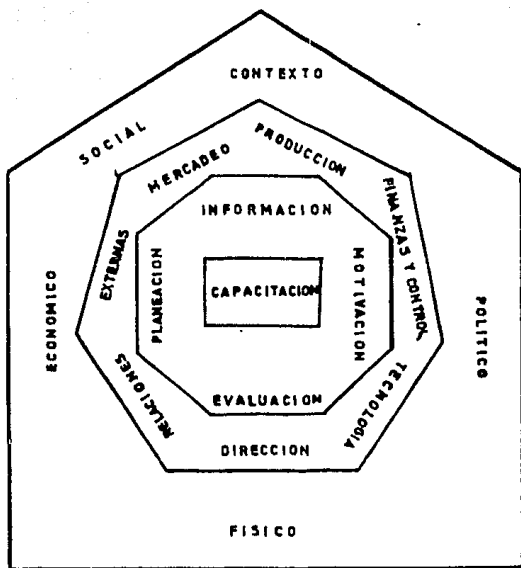 CONTEXTO
SOCIAL
MERCADEO
PRODUCCION
FINANZAS Y CONTROL
INFORMACION
EXTERNAS
PLANEACION
CAPACITACION
MOTIVACION
ECONOMICO
POLITICO
RELACIONES
EVALUACION
TECNOLOGIA
DIRECCION
FISICO